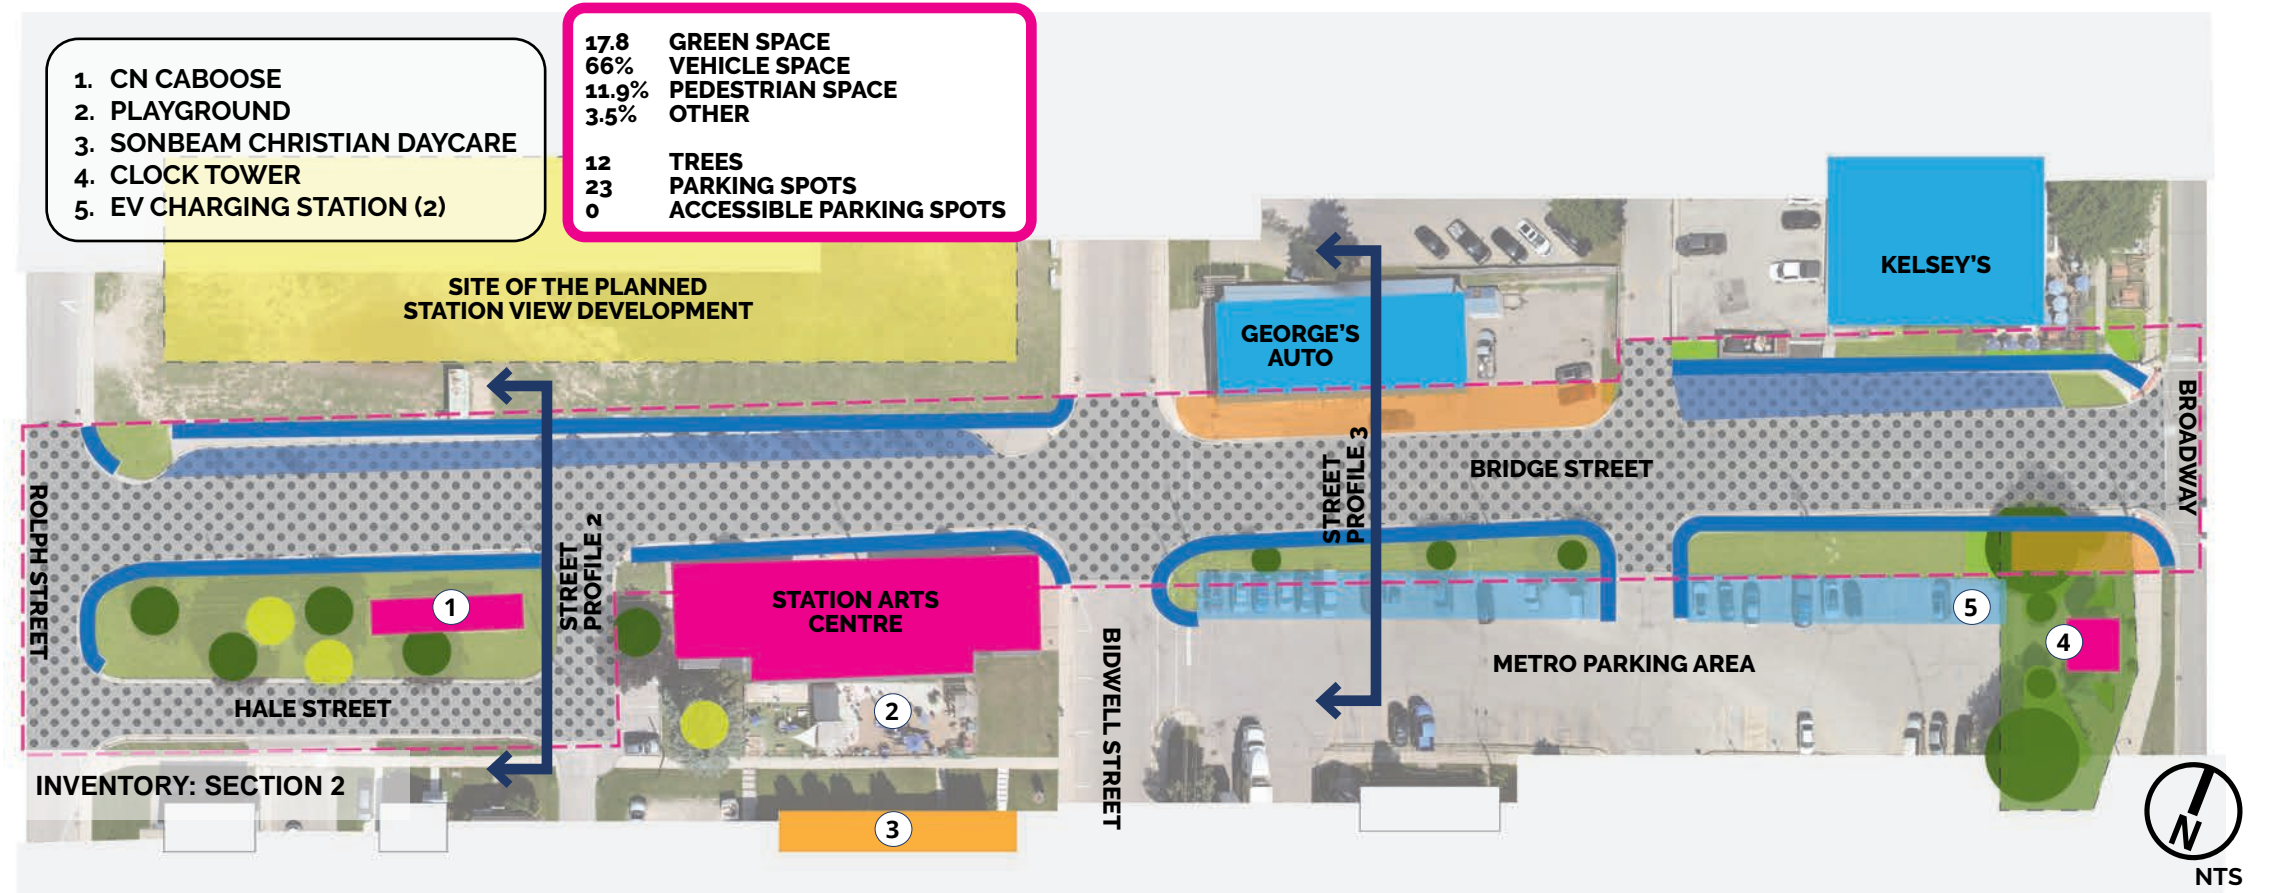 1. CN CABOOSE
2. PLAYGROUND
3. SONBEAM CHRISTIAN DAYCARE
4. CLOCK TOWER
5. EV CHARGING STATION (2)
17.8 GREEN SPACE
66% VEHICLE SPACE
11.9% PEDESTRIAN SPACE
3.5% OTHER
12 TREES
23 PARKING SPOTS
0 ACCESSIBLE PARKING SPOTS
SITE OF THE PLANNED
STATION VIEW DEVELOPMENT
GEORGE'S
AUTO
KELSEY'S
ROLPH STREET
STREET
PROFILE 2
STREET
PROFILE 3
BRIDGE STREET
BROADWAY
1
STATION ARTS
CENTRE
5
4
METRO PARKING AREA
HALE STREET
2
BIDWELL STREET
INVENTORY: SECTION 2
3
N
NTS